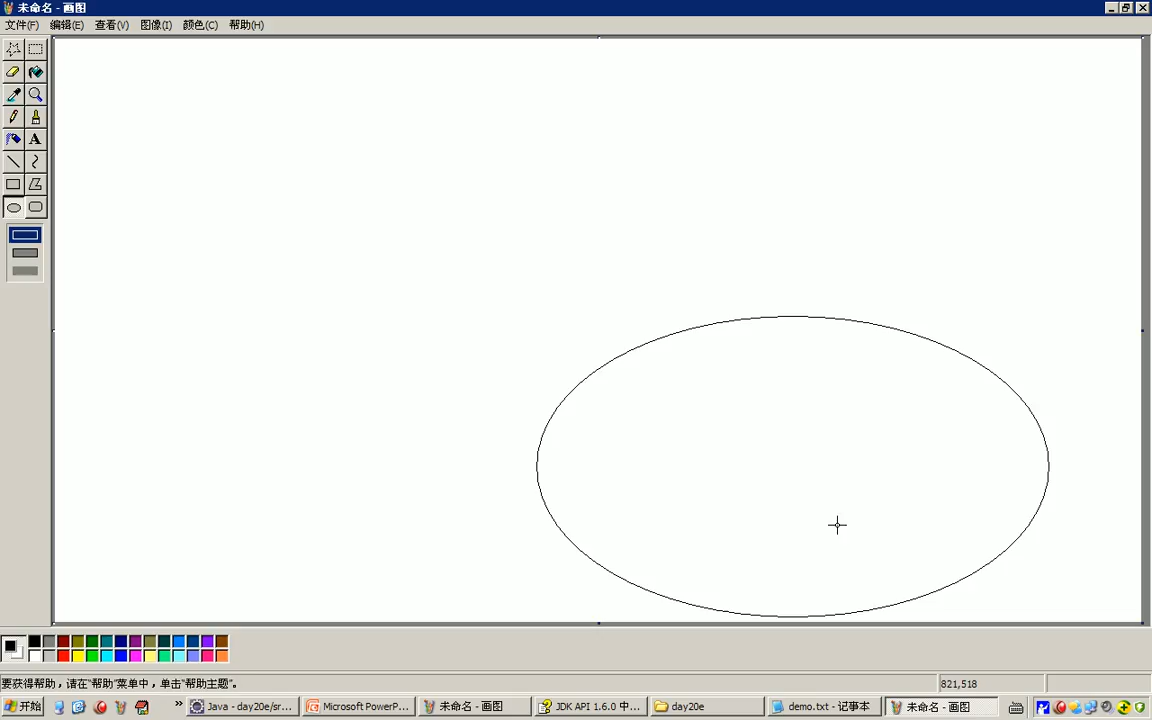 未命名 - 画图
文件(F) 编辑(E) 查看(V) 图像(I) 颜色(C) 帮助(H)
A
要获得帮助，请在“帮助”菜单中，单击“帮助主题”。 821,518
开始 » Java - day20e/sr... Microsoft PowerP... 未命名 - 画图 JDK API 1.6.0 中... day20e demo.txt - 记事本 未命名 - 画图